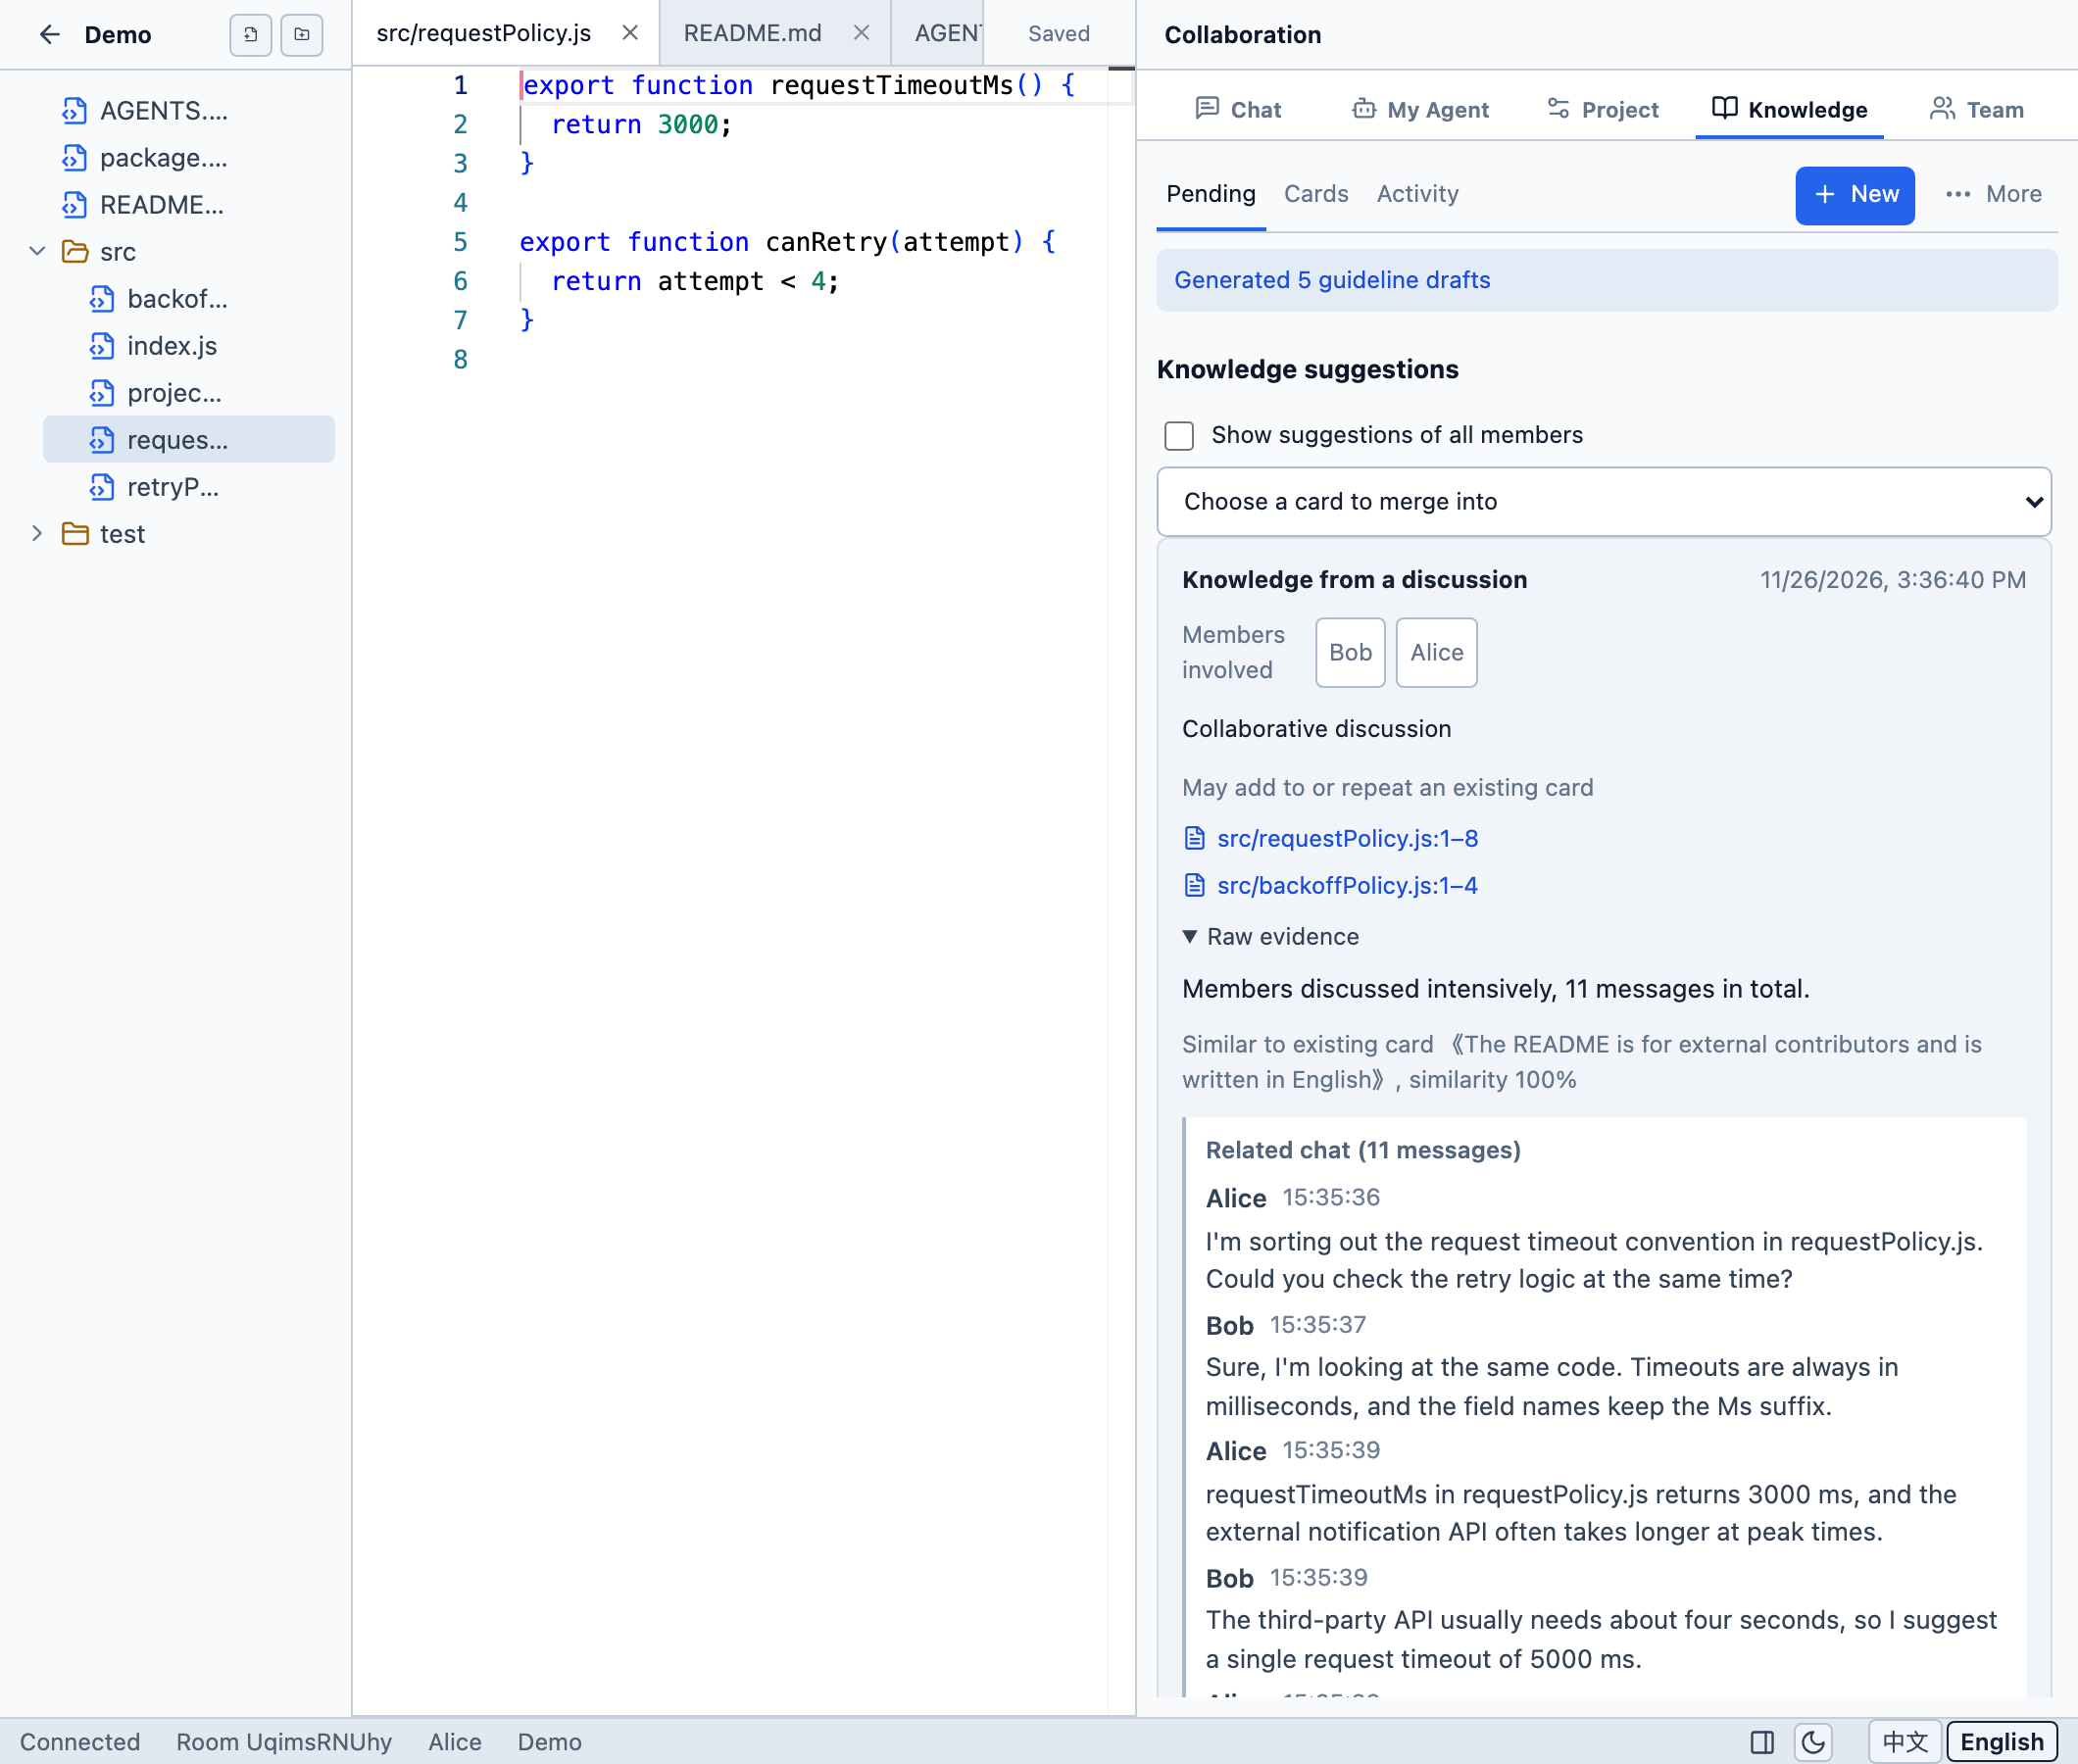 Demo
AGENTS....
package....
README...
src
backof...
index.js
projec...
reques...
retryP...
test
src/requestPolicy.js
README.md
AGEN
Saved
1 export function requestTimeoutMs() {
2 return 3000;
3 }
4
5 export function canRetry(attempt) {
6 return attempt < 4;
7 }
8
Collaboration
Chat
My Agent
Project
Knowledge
Team
Pending
Cards
Activity
+ New
··· More
Generated 5 guideline drafts
Knowledge suggestions
Show suggestions of all members
Choose a card to merge into
Knowledge from a discussion
11/26/2026, 3:36:40 PM
Members
involved
Bob
Alice
Collaborative discussion
May add to or repeat an existing card
src/requestPolicy.js:1–8
src/backoffPolicy.js:1–4
▼ Raw evidence
Members discussed intensively, 11 messages in total.
Similar to existing card 《The README is for external contributors and is
written in English》, similarity 100%
Related chat (11 messages)
Alice 15:35:36
I'm sorting out the request timeout convention in requestPolicy.js.
Could you check the retry logic at the same time?
Bob 15:35:37
Sure, I'm looking at the same code. Timeouts are always in
milliseconds, and the field names keep the Ms suffix.
Alice 15:35:39
requestTimeoutMs in requestPolicy.js returns 3000 ms, and the
external notification API often takes longer at peak times.
Bob 15:35:39
The third-party API usually needs about four seconds, so I suggest
a single request timeout of 5000 ms.
Connected
Room UqimsRNUhy
Alice
Demo
中文
English